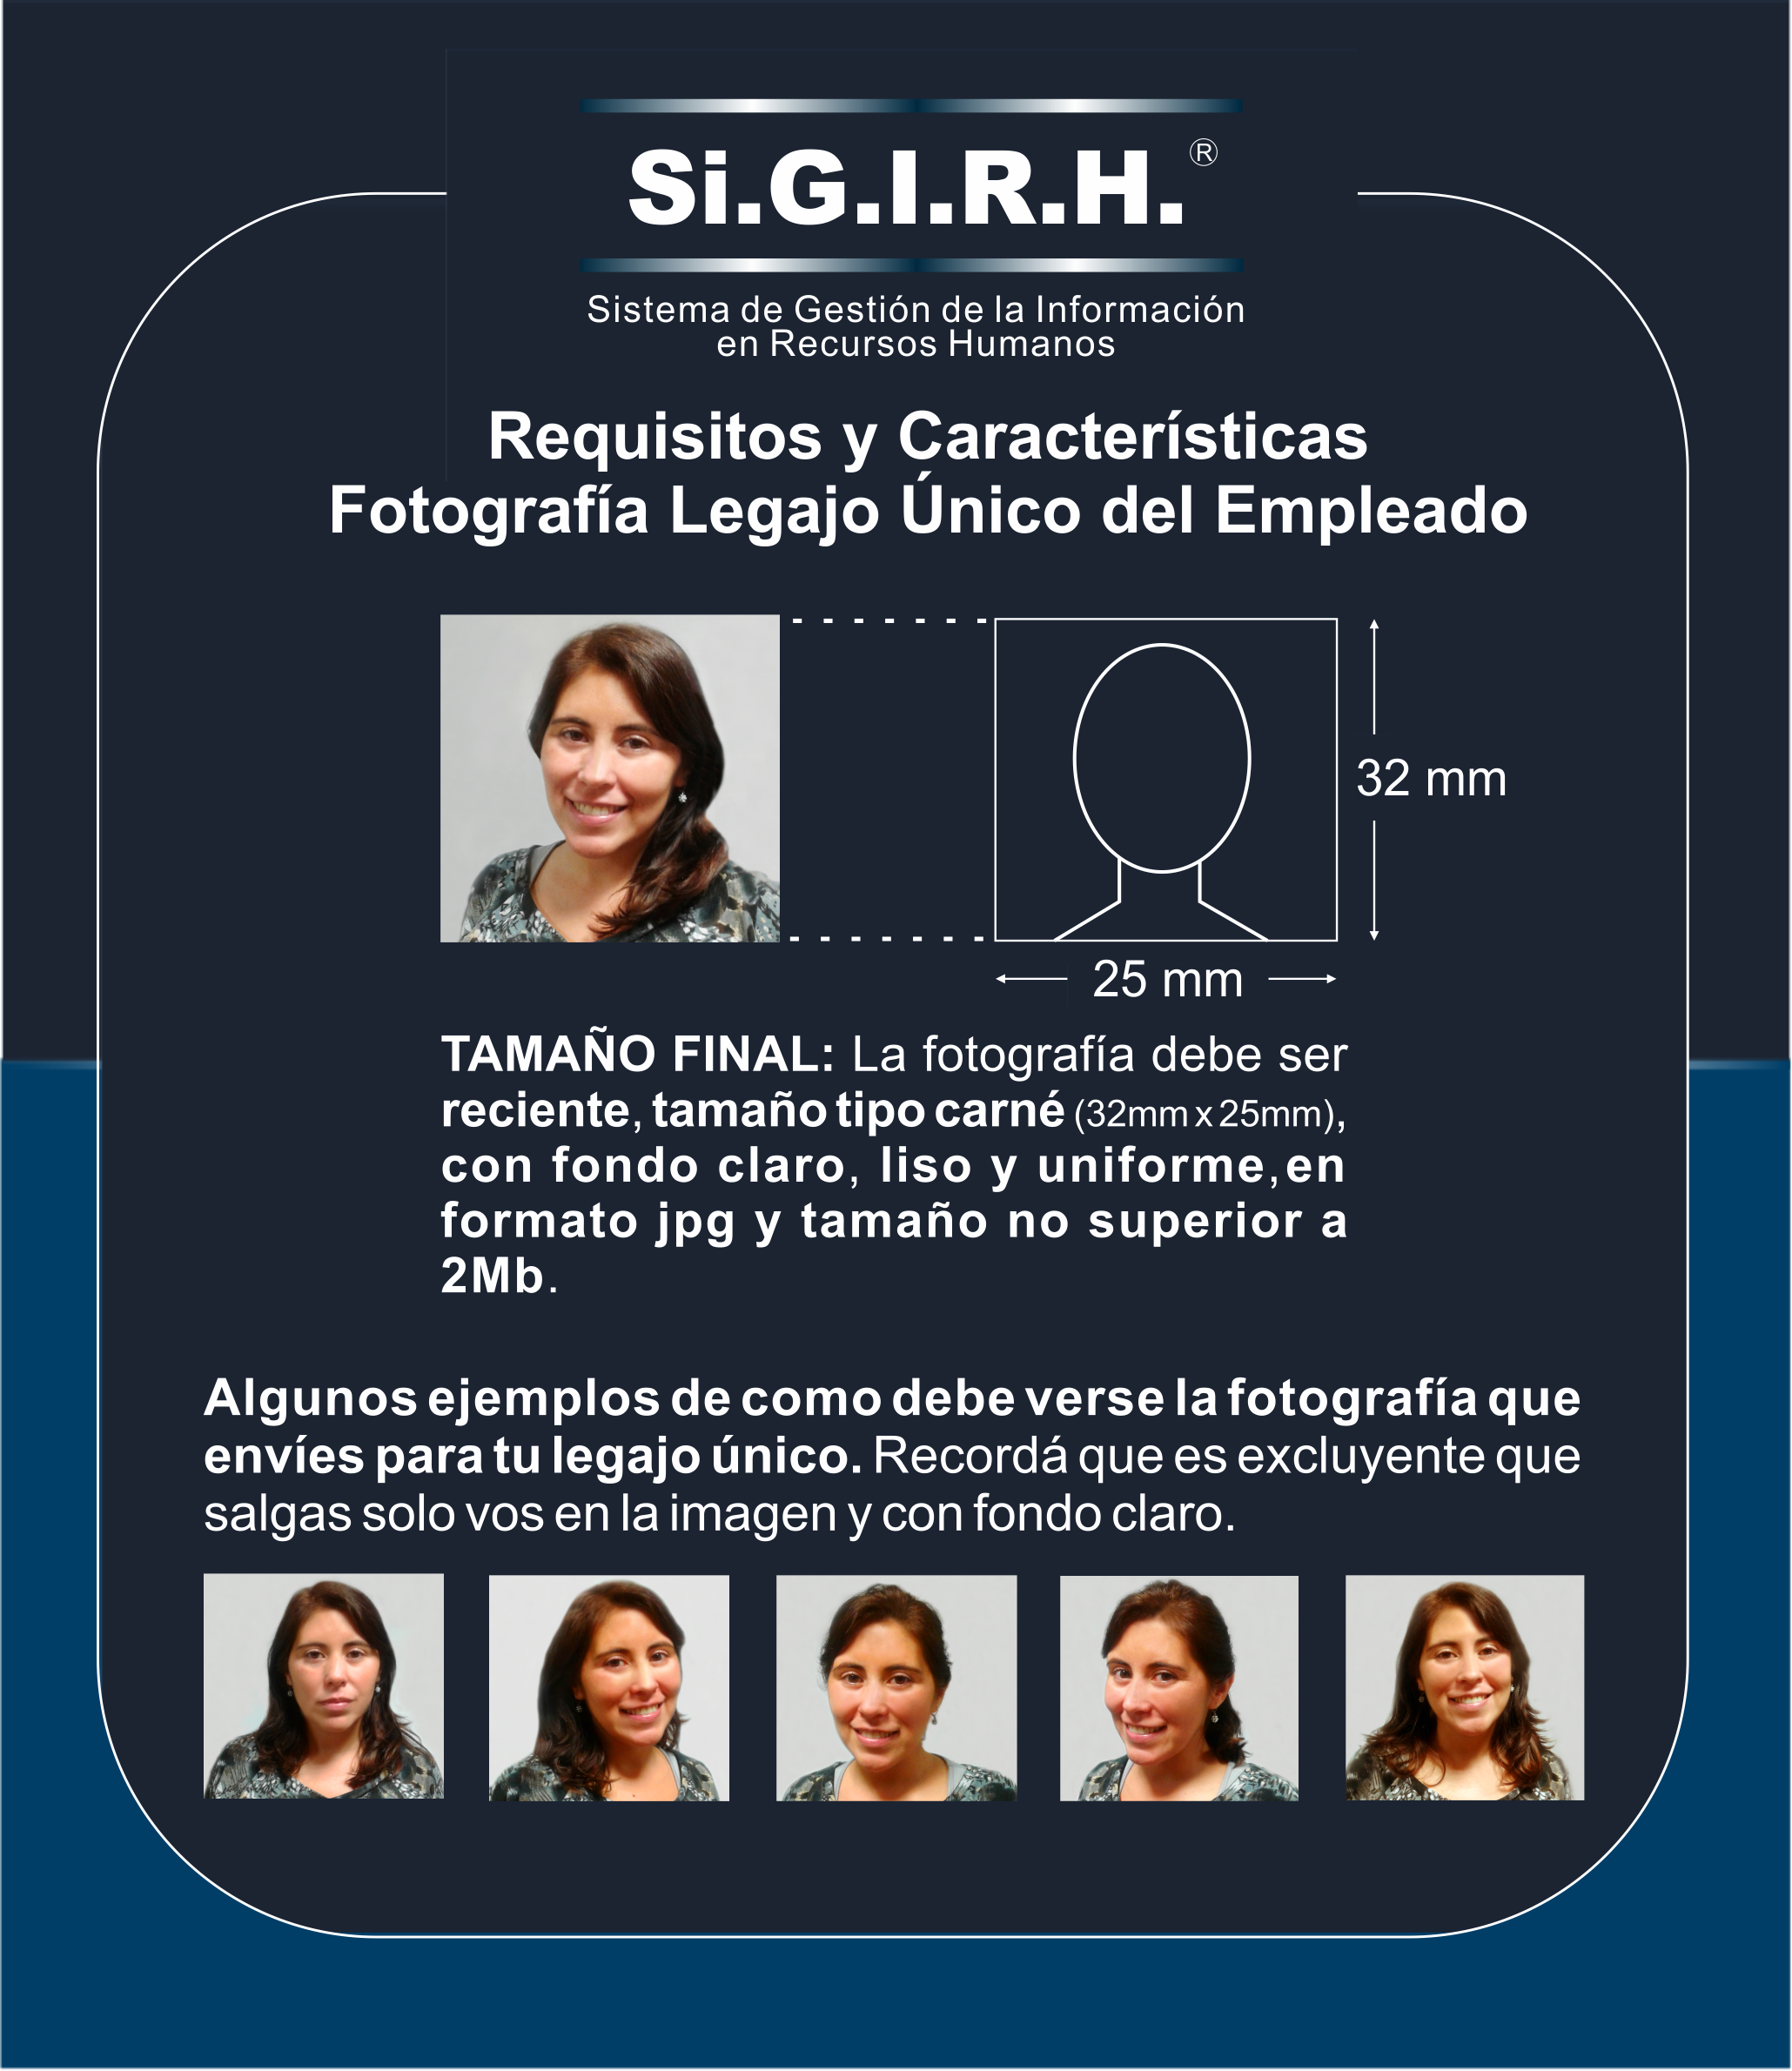 Si.G.I.R.H.®
Sistema de Gestión de la Información
en Recursos Humanos
Requisitos y Características
Fotografía Legajo Único del Empleado
32 mm
25 mm
TAMAÑO FINAL: La fotografía debe ser
reciente, tamaño tipo carné (32mm x 25mm),
con fondo claro, liso y uniforme,en
formato jpg y tamaño no superior a
2Mb.
Algunos ejemplos de como debe verse la fotografía que
envíes para tu legajo único. Recordá que es excluyente que
salgas solo vos en la imagen y con fondo claro.